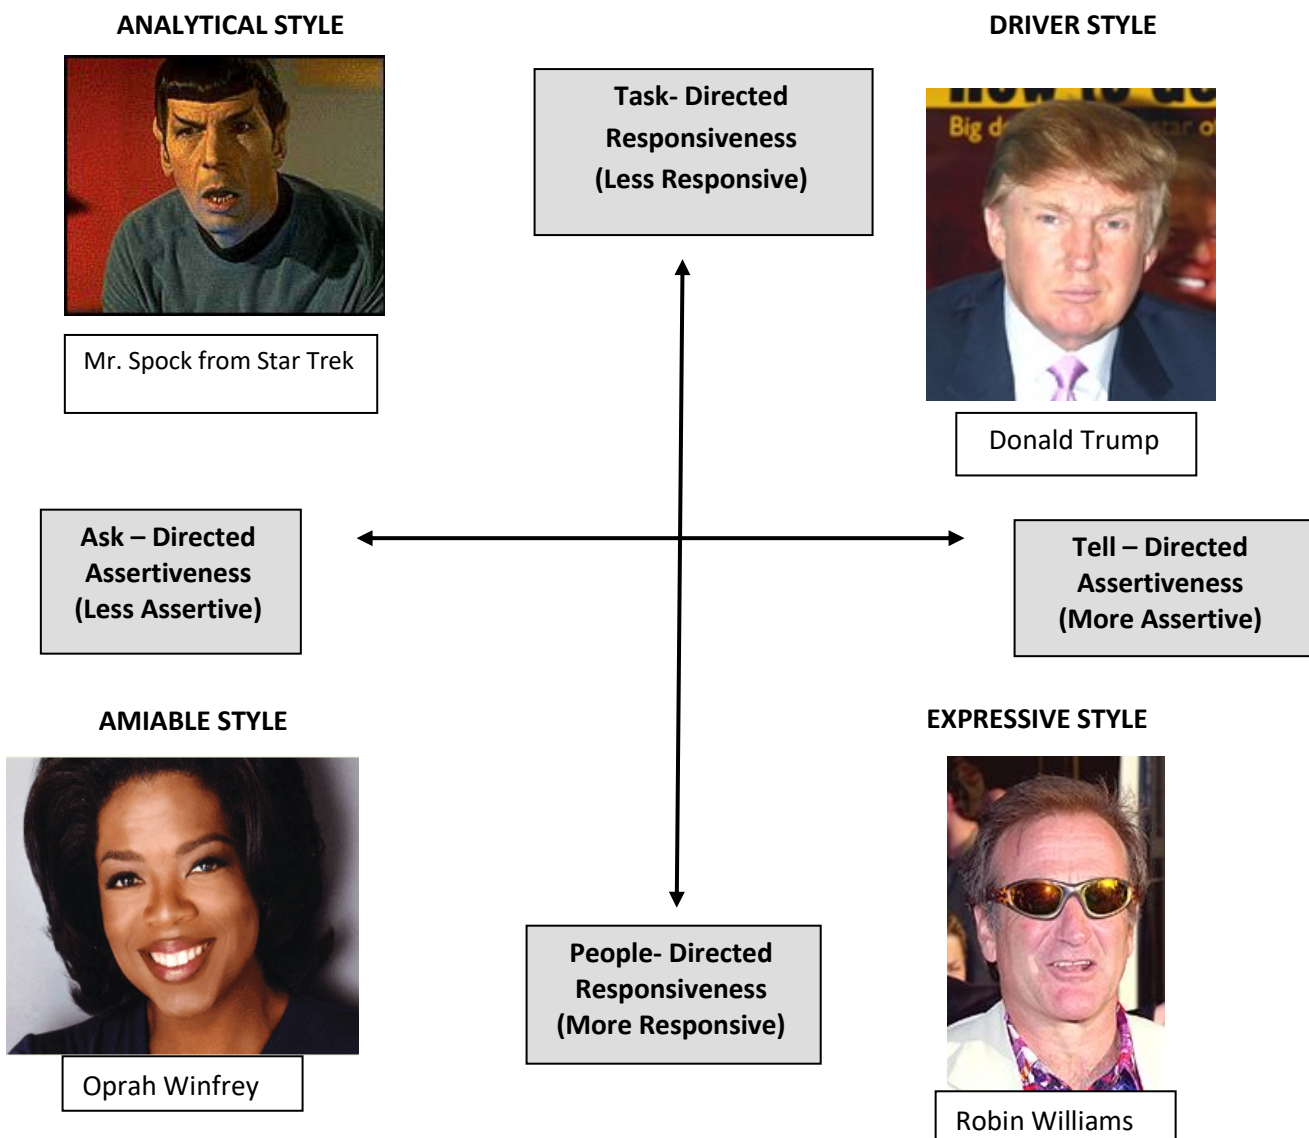 ANALYTICAL STYLE
DRIVER STYLE
Task- Directed
Responsiveness
(Less Responsive)
Big d
star of
Mr. Spock from Star Trek
Donald Trump
Ask – Directed
Assertiveness
(Less Assertive)
Tell – Directed
Assertiveness
(More Assertive)
AMIABLE STYLE
EXPRESSIVE STYLE
People- Directed
Responsiveness
(More Responsive)
Oprah Winfrey
Robin Williams